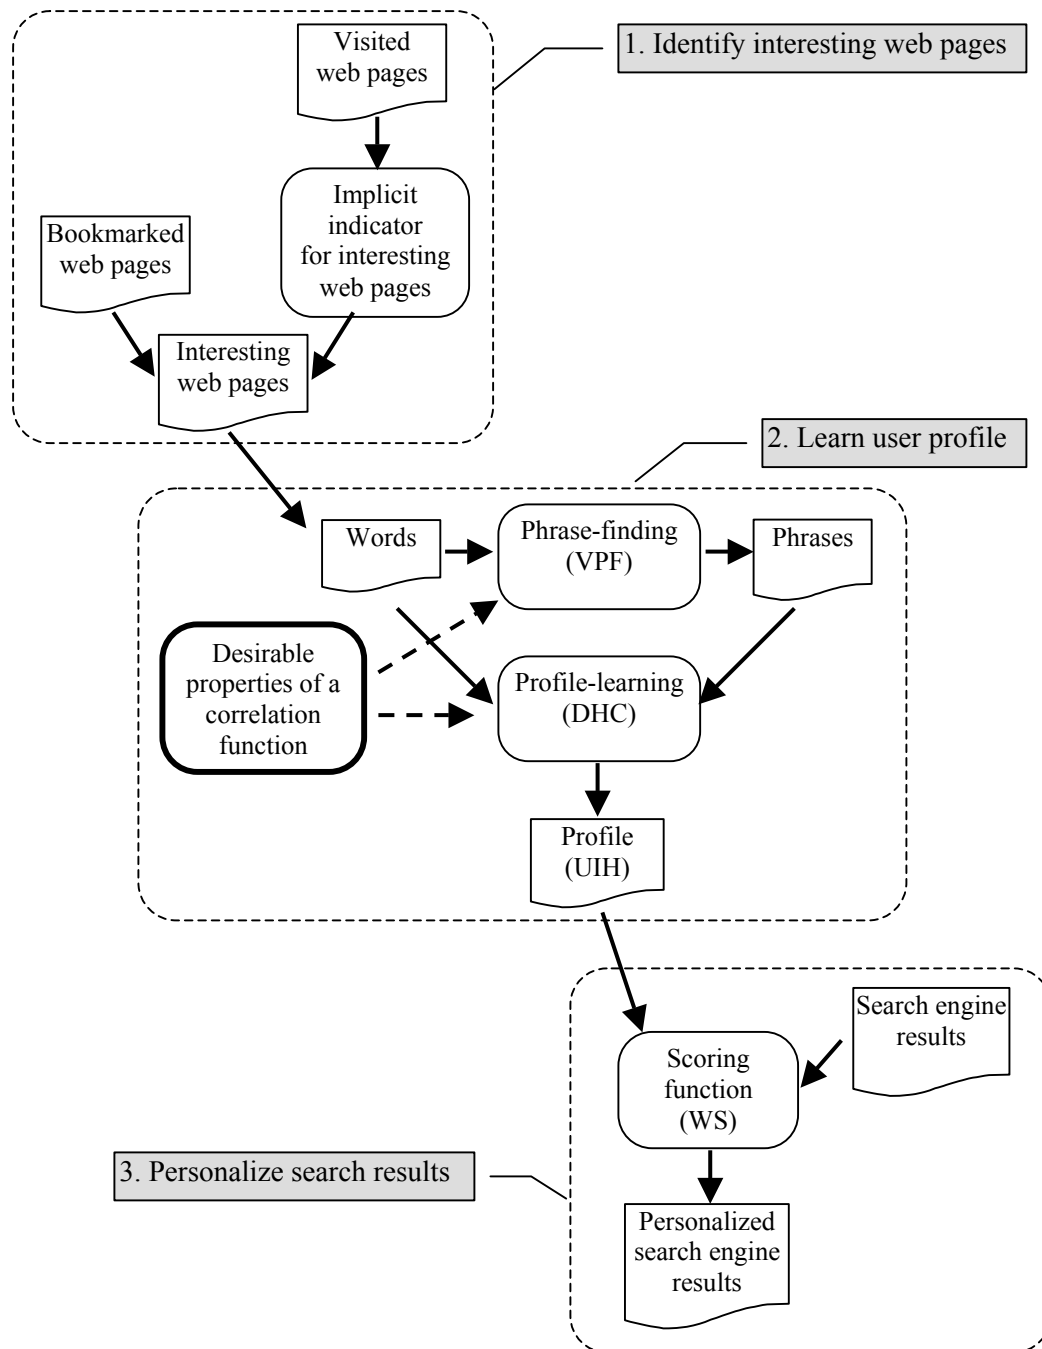 Visited
web pages
1. Identify interesting web pages
Implicit
indicator
for interesting
web pages
Bookmarked
web pages
Interesting
web pages
2. Learn user profile
Words
Phrase-finding
(VPF)
Phrases
Desirable
properties of a
correlation
function
Profile-learning
(DHC)
Profile
(UIH)
Search engine
results
Scoring
function
(WS)
3. Personalize search results
Personalized
search engine
results